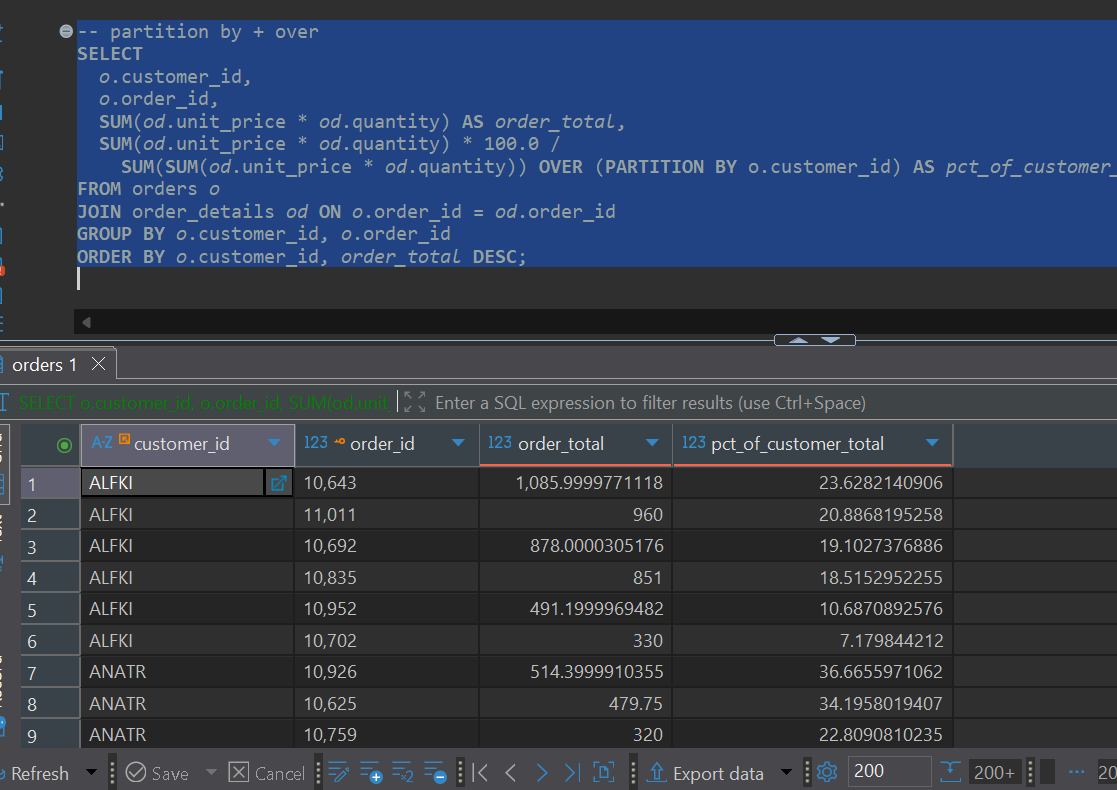 -- partition by + over
SELECT
o.customer_id,
o.order_id,
SUM(od.unit_price * od.quantity) AS order_total,
SUM(od.unit_price * od.quantity) * 100.0 /
SUM(SUM(od.unit_price * od.quantity)) OVER (PARTITION BY o.customer_id) AS pct_of_customer_
FROM orders o
JOIN order_details od ON o.order_id = od.order_id
GROUP BY o.customer_id, o.order_id
ORDER BY o.customer_id, order_total DESC;
orders 1
SELECT o.customer_id, o.order_id, SUM(od.unit Enter a SQL expression to filter results (use Ctrl+Space)
A-Z customer_id 123 order_id 123 order_total 123 pct_of_customer_total
1 ALFKI 10,643 1,085.9999771118 23.6282140906
2 ALFKI 11,011 960 20.8868195258
3 ALFKI 10,692 878.0000305176 19.1027376886
4 ALFKI 10,835 851 18.5152952255
5 ALFKI 10,952 491.1999969482 10.6870892576
6 ALFKI 10,702 330 7.179844212
7 ANATR 10,926 514.3999910355 36.6655971062
8 ANATR 10,625 479.75 34.1958019407
9 ANATR 10,759 320 22.8090810235
Refresh Save Cancel Export data 200 200+ 20